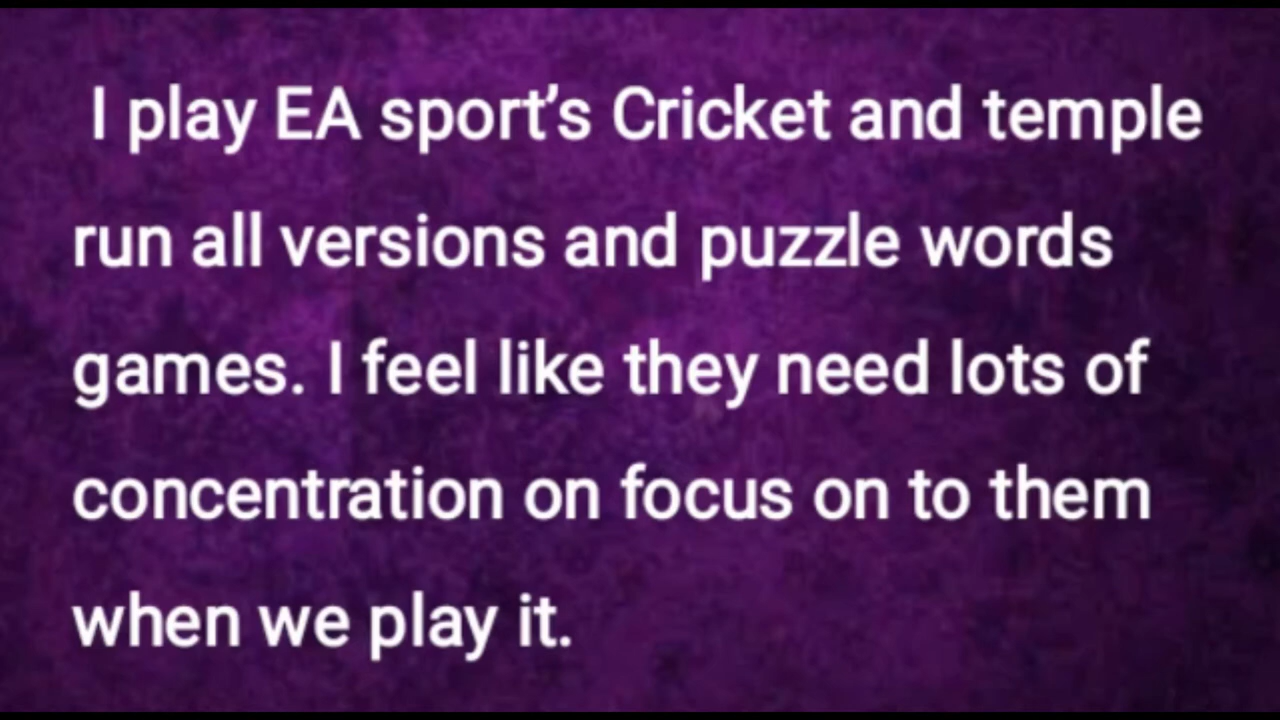 I play EA sport's Cricket and temple
run all versions and puzzle words
games. I feel like they need lots of
concentration on focus on to them
when we play it.